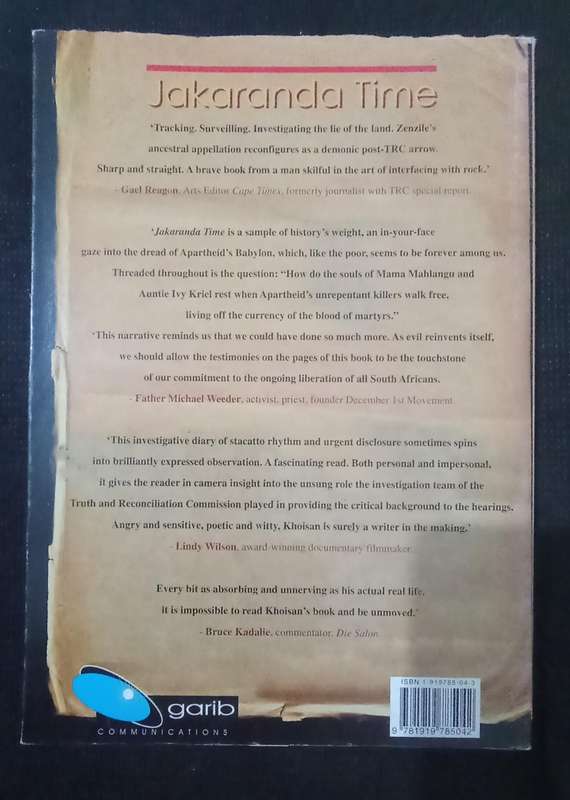 Jakaranda Time
'Tracking. Surveilling. Investigating the lie of the land. Zenzile's
ancestral appellation reconfigures as a demonic post-TRC arrow.
Sharp and straight. A brave book from a man skilful in the art of interfacing with rock.'
- Gael Reagon, Arts Editor Cape Times, formerly journalist with TRC special report.
'Jakaranda Time is a sample of history's weight, an in-your-face
gaze into the dread of Apartheid's Babylon, which, like the poor, seems to be forever among us.
Threaded throughout is the question: "How do the souls of Mama Mahlangu and
Auntie Ivy Kriel rest when Apartheid's unrepentant killers walk free,
living off the currency of the blood of martyrs."
'This narrative reminds us that we could have done so much more. As evil reinvents itself,
we should allow the testimonies on the pages of this book to be the touchstone
of our commitment to the ongoing liberation of all South Africans.
- Father Michael Weeder, activist, priest, founder December 1st Movement
'This investigative diary of stacatto rhythm and urgent disclosure sometimes spins
into brilliantly expressed observation. A fascinating read. Both personal and impersonal,
it gives the reader in camera insight into the unsung role the investigation team of the
Truth and Reconciliation Commission played in providing the critical background to the hearings.
Angry and sensitive, poetic and witty, Khoisan is surely a writer in the making.'
- Lindy Wilson, award-winning documentary filmmaker.
Every bit as absorbing and unnerving as his actual real life,
it is impossible to read Khoisan's book and be unmoved.'
- Bruce Kadalie, commentator, Die Salon.
ISBN 1-919785-04-3
9 781919 785042
garib
COMMUNICATIONS